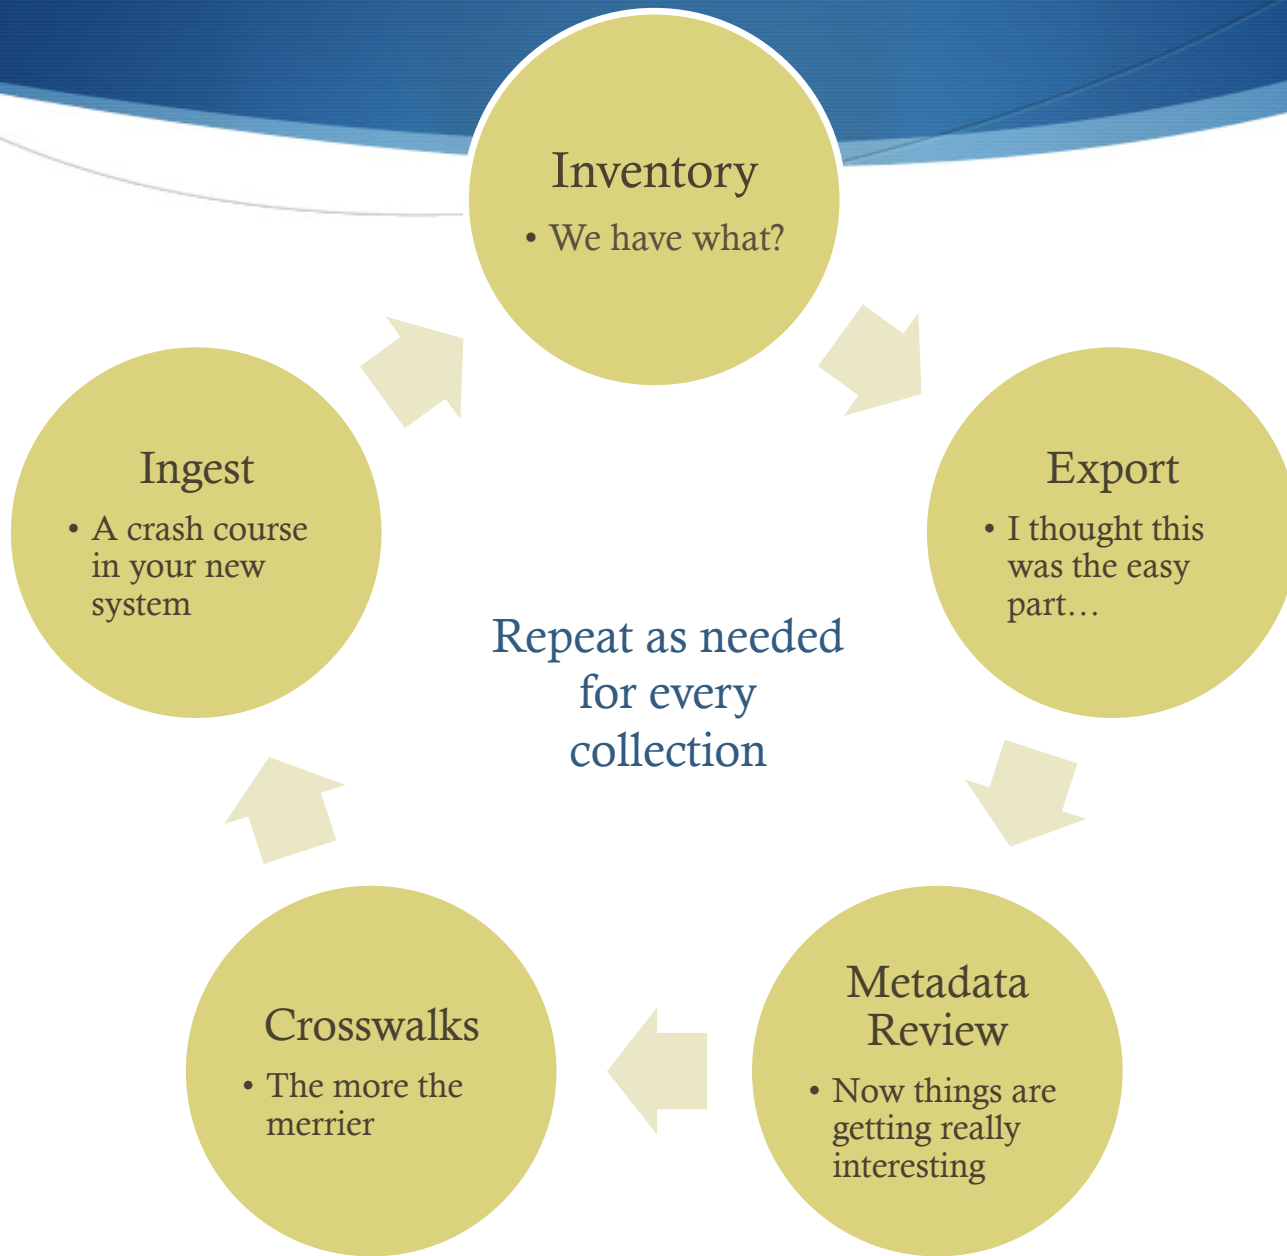 Inventory
• We have what?
Export
• I thought this
was the easy
part…
Metadata
Review
• Now things are
getting really
interesting
Crosswalks
• The more the
merrier
Ingest
• A crash course
in your new
system
Repeat as needed
for every
collection